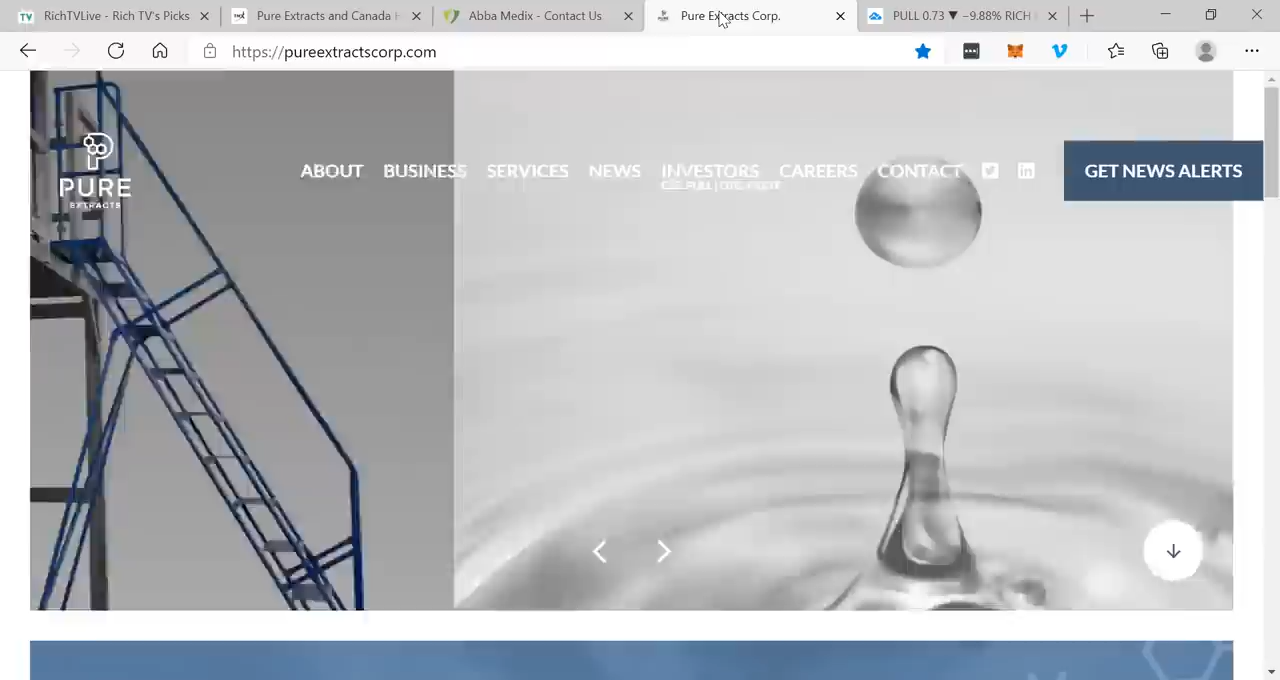 RichTVLive - Rich TV's Picks
Pure Extracts and Canada H
Abba Medix - Contact Us
Pure Extracts Corp.
PULL 0.73 ▼ −9.88% RICH
https://pureextractscorp.com
PURE
EXTRACTS
ABOUT BUSINESS SERVICES NEWS INVESTORS CAREERS CONTACT
GET NEWS ALERTS